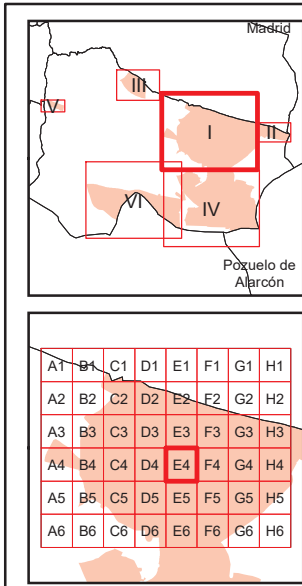 Madrid
III
V
I
II
VI
IV
Pozuelo de
Alarcón
A1 B1 C1 D1 E1 F1 G1 H1
A2 B2 C2 D2 E2 F2 G2 H2
A3 B3 C3 D3 E3 F3 G3 H3
A4 B4 C4 D4 E4 F4 G4 H4
A5 B5 C5 D5 E5 F5 G5 H5
A6 B6 C6 D6 E6 F6 G6 H6